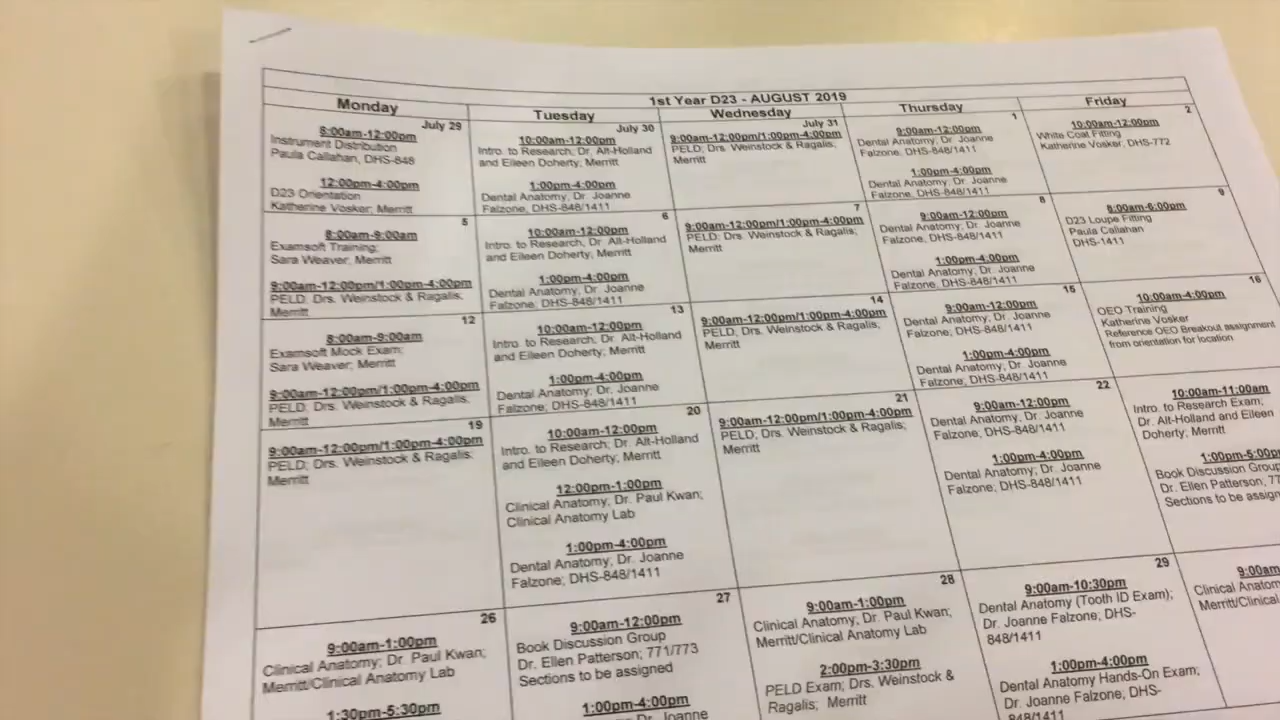 1st Year D23 - AUGUST 2019
Monday
Tuesday
Wednesday
Thursday
Friday
July 29
8:00am-12:00pm
Instrument Distribution
Paula Callahan, DHS-848
12:00pm-4:00pm
D23 Orientation
Katherine Vosker; Merritt
July 30
10:00am-12:00pm
Intro. to Research; Dr. Alt-Holland
and Eileen Doherty; Merritt
1:00pm-4:00pm
Dental Anatomy; Dr. Joanne
Falzone, DHS-848/1411
July 31
9:00am-12:00pm/1:00pm-4:00pm
PELD; Drs. Weinstock & Ragalis;
Merritt
1
9:00am-12:00pm
Dental Anatomy; Dr. Joanne
Falzone, DHS-848/1411
1:00pm-4:00pm
Dental Anatomy; Dr. Joanne
Falzone, DHS-848/1411
2
10:00am-12:00pm
White Coat Fitting
Katherine Vosker, DHS-772
5
8:00am-9:00am
Examsoft Training;
Sara Weaver; Merritt
9:00am-12:00pm/1:00pm-4:00pm
PELD; Drs. Weinstock & Ragalis;
Merritt
6
10:00am-12:00pm
Intro. to Research, Dr. Alt-Holland
and Eileen Doherty; Merritt
1:00pm-4:00pm
Dental Anatomy; Dr. Joanne
Falzone, DHS-848/1411
7
9:00am-12:00pm/1:00pm-4:00pm
PELD; Drs. Weinstock & Ragalis;
Merritt
8
9:00am-12:00pm
Dental Anatomy; Dr. Joanne
Falzone; DHS-848/1411
1:00pm-4:00pm
Dental Anatomy; Dr. Joanne
Falzone, DHS-848/1411
9
D23 Loupe Fitting
Paula Callahan
DHS-1411
12
8:00am-9:00am
Examsoft Mock Exam;
Sara Weaver; Merritt
9:00am-12:00pm/1:00pm-4:00pm
PELD; Drs. Weinstock & Ragalis;
Merritt
13
10:00am-12:00pm
Intro. to Research, Dr. Alt-Holland
and Eileen Doherty; Merritt
1:00pm-4:00pm
Dental Anatomy; Dr. Joanne
Falzone; DHS-848/1411
14
9:00am-12:00pm/1:00pm-4:00pm
PELD; Drs. Weinstock & Ragalis;
Merritt
15
9:00am-12:00pm
Dental Anatomy; Dr. Joanne
Falzone; DHS-848/1411
1:00pm-4:00pm
Dental Anatomy; Dr. Joanne
Falzone; DHS-848/1411
16
10:00am-4:00pm
OEO Training
Katherine Vosker
Reference OEO Breakout assignment
from orientation for location
19
9:00am-12:00pm/1:00pm-4:00pm
PELD; Drs. Weinstock & Ragalis;
Merritt
20
10:00am-12:00pm
Intro. to Research; Dr. Alt-Holland
and Eileen Doherty; Merritt
12:00pm-1:00pm
Clinical Anatomy; Dr. Paul Kwan;
Clinical Anatomy Lab
1:00pm-4:00pm
Dental Anatomy; Dr. Joanne
Falzone; DHS-848/1411
21
9:00am-12:00pm/1:00pm-4:00pm
PELD; Drs. Weinstock & Ragalis;
Merritt
22
9:00am-12:00pm
Dental Anatomy; Dr. Joanne
Falzone; DHS-848/1411
1:00pm-4:00pm
Dental Anatomy; Dr. Joanne
Falzone; DHS-848/1411
10:00am-11:00am
Intro. to Research Exam;
Dr. Alt-Holland and Eileen
Doherty; Merritt
1:00pm-5:00p
Book Discussion Group
Dr. Ellen Patterson; 77
Sections to be assign
26
9:00am-1:00pm
Clinical Anatomy; Dr. Paul Kwan;
Merritt/Clinical Anatomy Lab
1:30pm-5:30pm
27
9:00am-12:00pm
Book Discussion Group
Dr. Ellen Patterson; 771/773
Sections to be assigned
1:00pm-4:00pm
Dr. Joanne
28
9:00am-1:00pm
Clinical Anatomy; Dr. Paul Kwan;
Merritt/Clinical Anatomy Lab
2:00pm-3:30pm
PELD Exam; Drs. Weinstock &
Ragalis; Merritt
29
9:00am-10:30pm
Dental Anatomy (Tooth ID Exam);
Dr. Joanne Falzone; DHS-
848/1411
1:00pm-4:00pm
Dental Anatomy Hands-On Exam;
Dr. Joanne Falzone; DHS-
848/1411
9:00am
Clinical Anatom
Merritt/Clinical